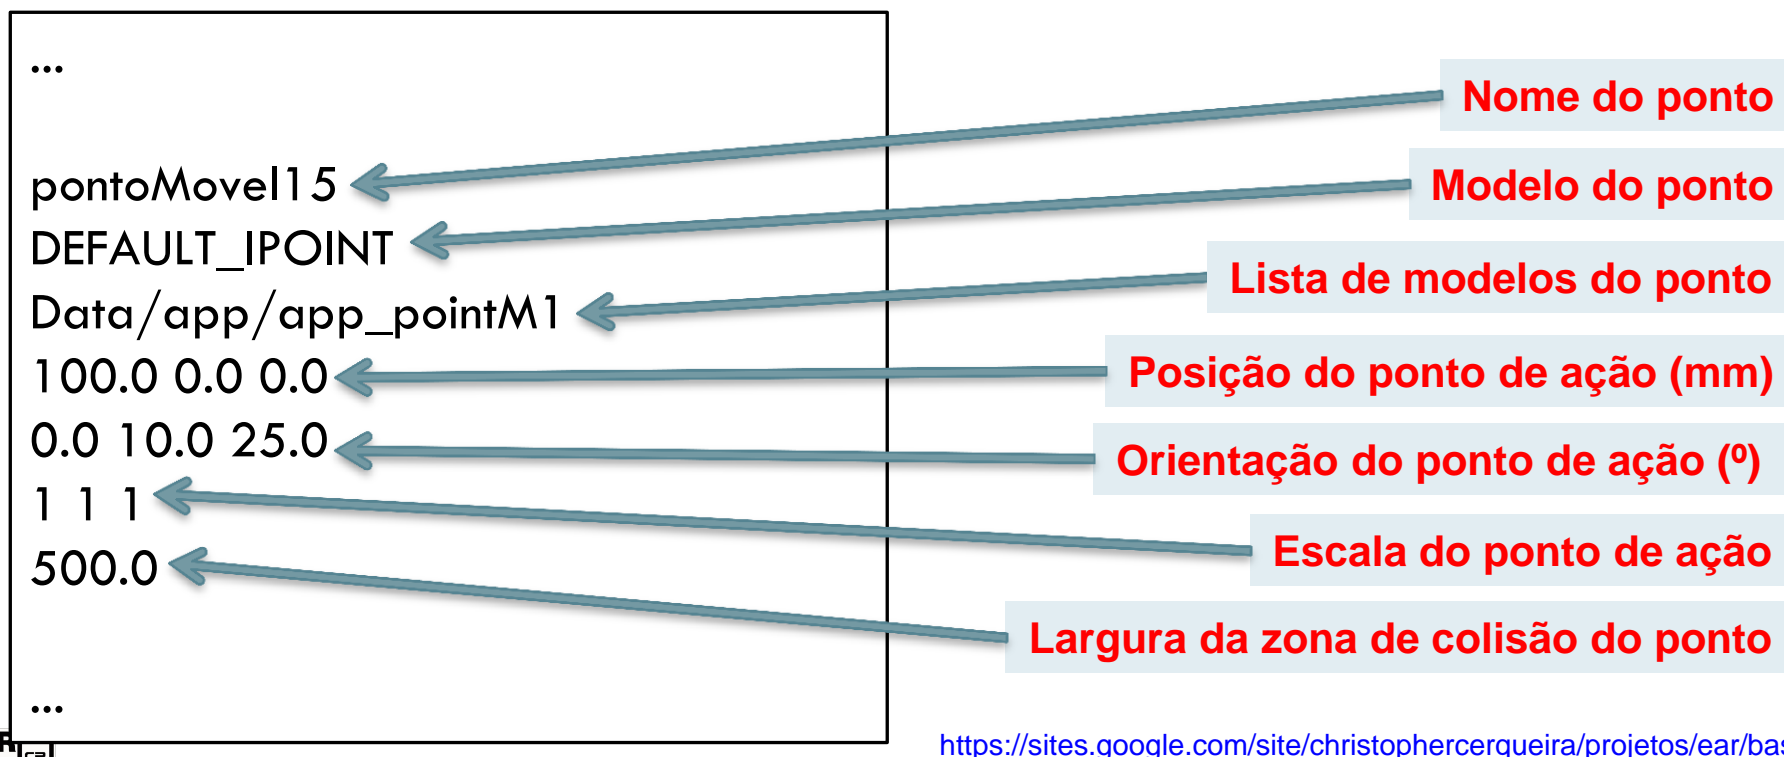 ...
Nome do ponto
pontoMovel15
Modelo do ponto
DEFAULT_IPOINT
Lista de modelos do ponto
Data/app/app_pointM1
Posição do ponto de ação (mm)
100.0 0.0 0.0
Orientação do ponto de ação (º)
0.0 10.0 25.0
1 1 1
Escala do ponto de ação
500.0
Largura da zona de colisão do ponto
...
https://sites.google.com/site/christophercerqueira/projetos/ear/bas